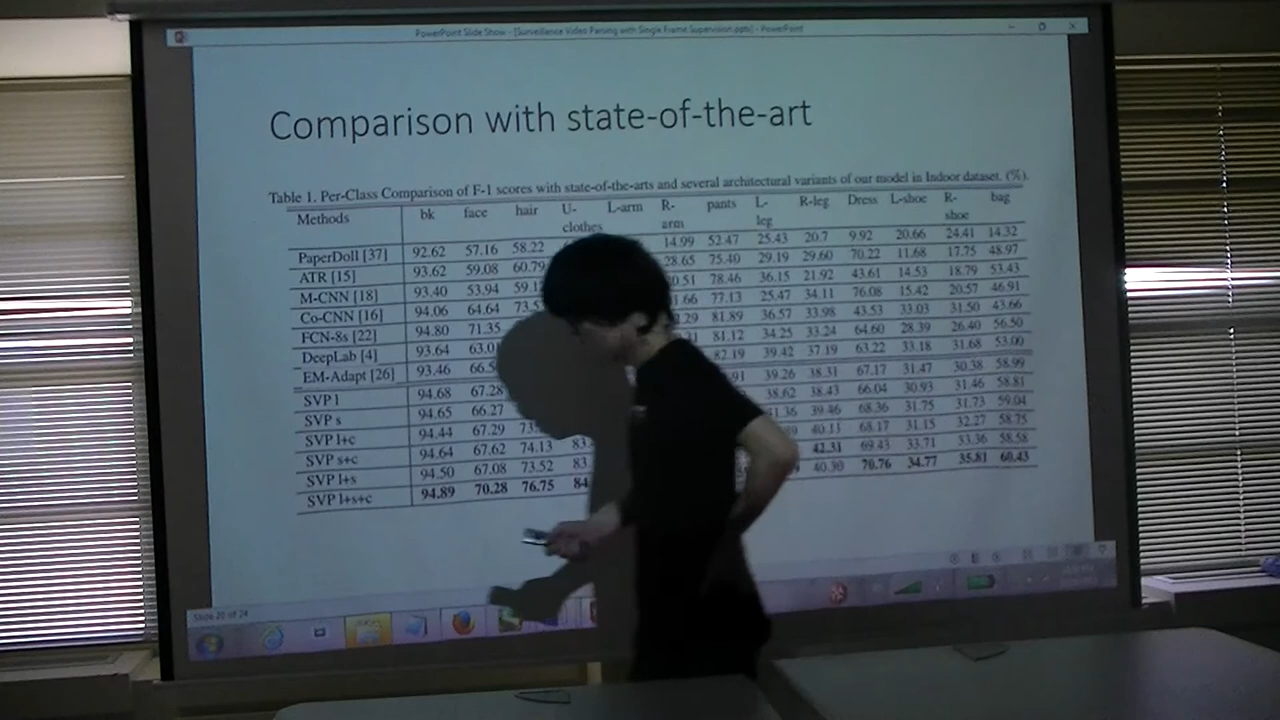 PowerPoint Slide Show - [Surveillance Video Parsing with Single Frame Supervision.pptx] - PowerPoint
Comparison with state-of-the-art
Table 1. Per-Class Comparison of F-1 scores with state-of-the-arts and several architectural variants of our model in Indoor dataset. (%).
Methods bk face hair U-clothes L-arm R-arm pants L-leg R-leg Dress L-shoe R-shoe bag
PaperDoll [37] 92.62 57.16 58.22 14.99 52.47 25.43 20.7 9.92 20.66 24.41 14.32
ATR [15] 93.62 59.08 60.79 28.65 75.40 29.19 29.60 70.22 11.68 17.75 48.97
M-CNN [18] 93.40 53.94 78.46 36.15 21.92 43.61 14.53 18.79 53.43
Co-CNN [16] 94.06 64.64 77.13 25.47 34.11 76.08 15.42 20.57 46.91
FCN-8s [22] 94.80 71.35 81.89 36.57 33.98 43.53 33.03 31.50 43.66
DeepLab [4] 93.64 81.12 34.25 33.24 64.60 28.39 26.40 56.50
EM-Adapt [26] 93.46 82.19 39.42 37.19 63.22 33.18 31.68 53.00
SVP l 94.68 67.28 39.26 38.31 67.17 31.47 30.38 58.99
SVP s 94.65 66.27 38.62 38.43 66.04 30.93 31.46 58.81
SVP l+c 94.44 67.29 39.46 68.36 31.75 31.73 59.04
SVP s+c 94.64 67.62 74.13 40.11 68.17 31.15 32.27 58.75
SVP l+s 94.50 67.08 73.52 42.31 69.43 33.71 33.36 58.58
SVP l+s+c 94.89 70.28 76.75 40.30 70.76 34.77 35.81 60.43
Slide 20 of 24